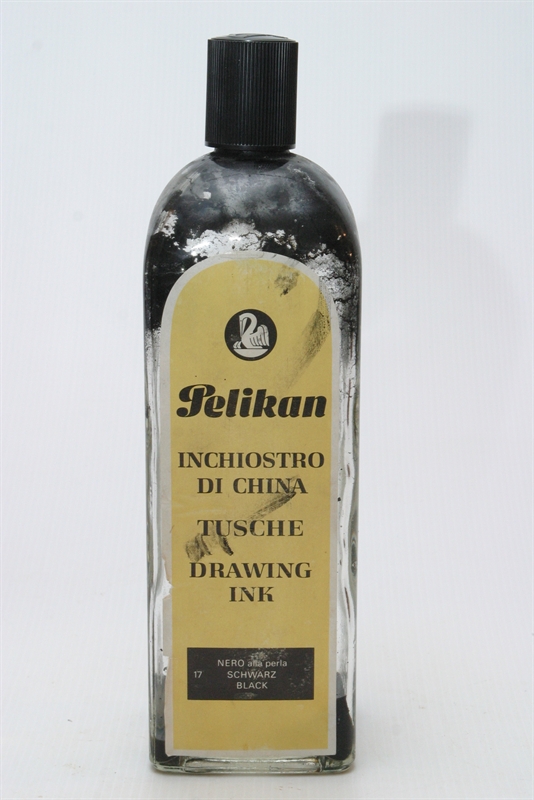 Pelikan
INCHIOSTRO
DI CHINA
TUSCHE
DRAWING
INK
NERO alla perla
17 SCHWARZ
BLACK